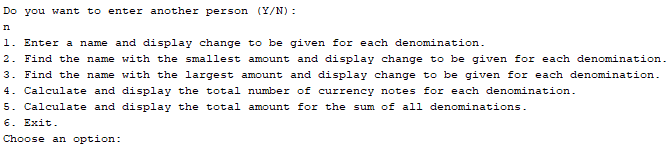 Do you want to enter another person (Y/N):
n
1. Enter a name and display change to be given for each denomination.
2. Find the name with the smallest amount and display change to be given for each denomination.
3. Find the name with the largest amount and display change to be given for each denomination.
4. Calculate and display the total number of currency notes for each denomination.
5. Calculate and display the total amount for the sum of all denominations.
6. Exit.
Choose an option: